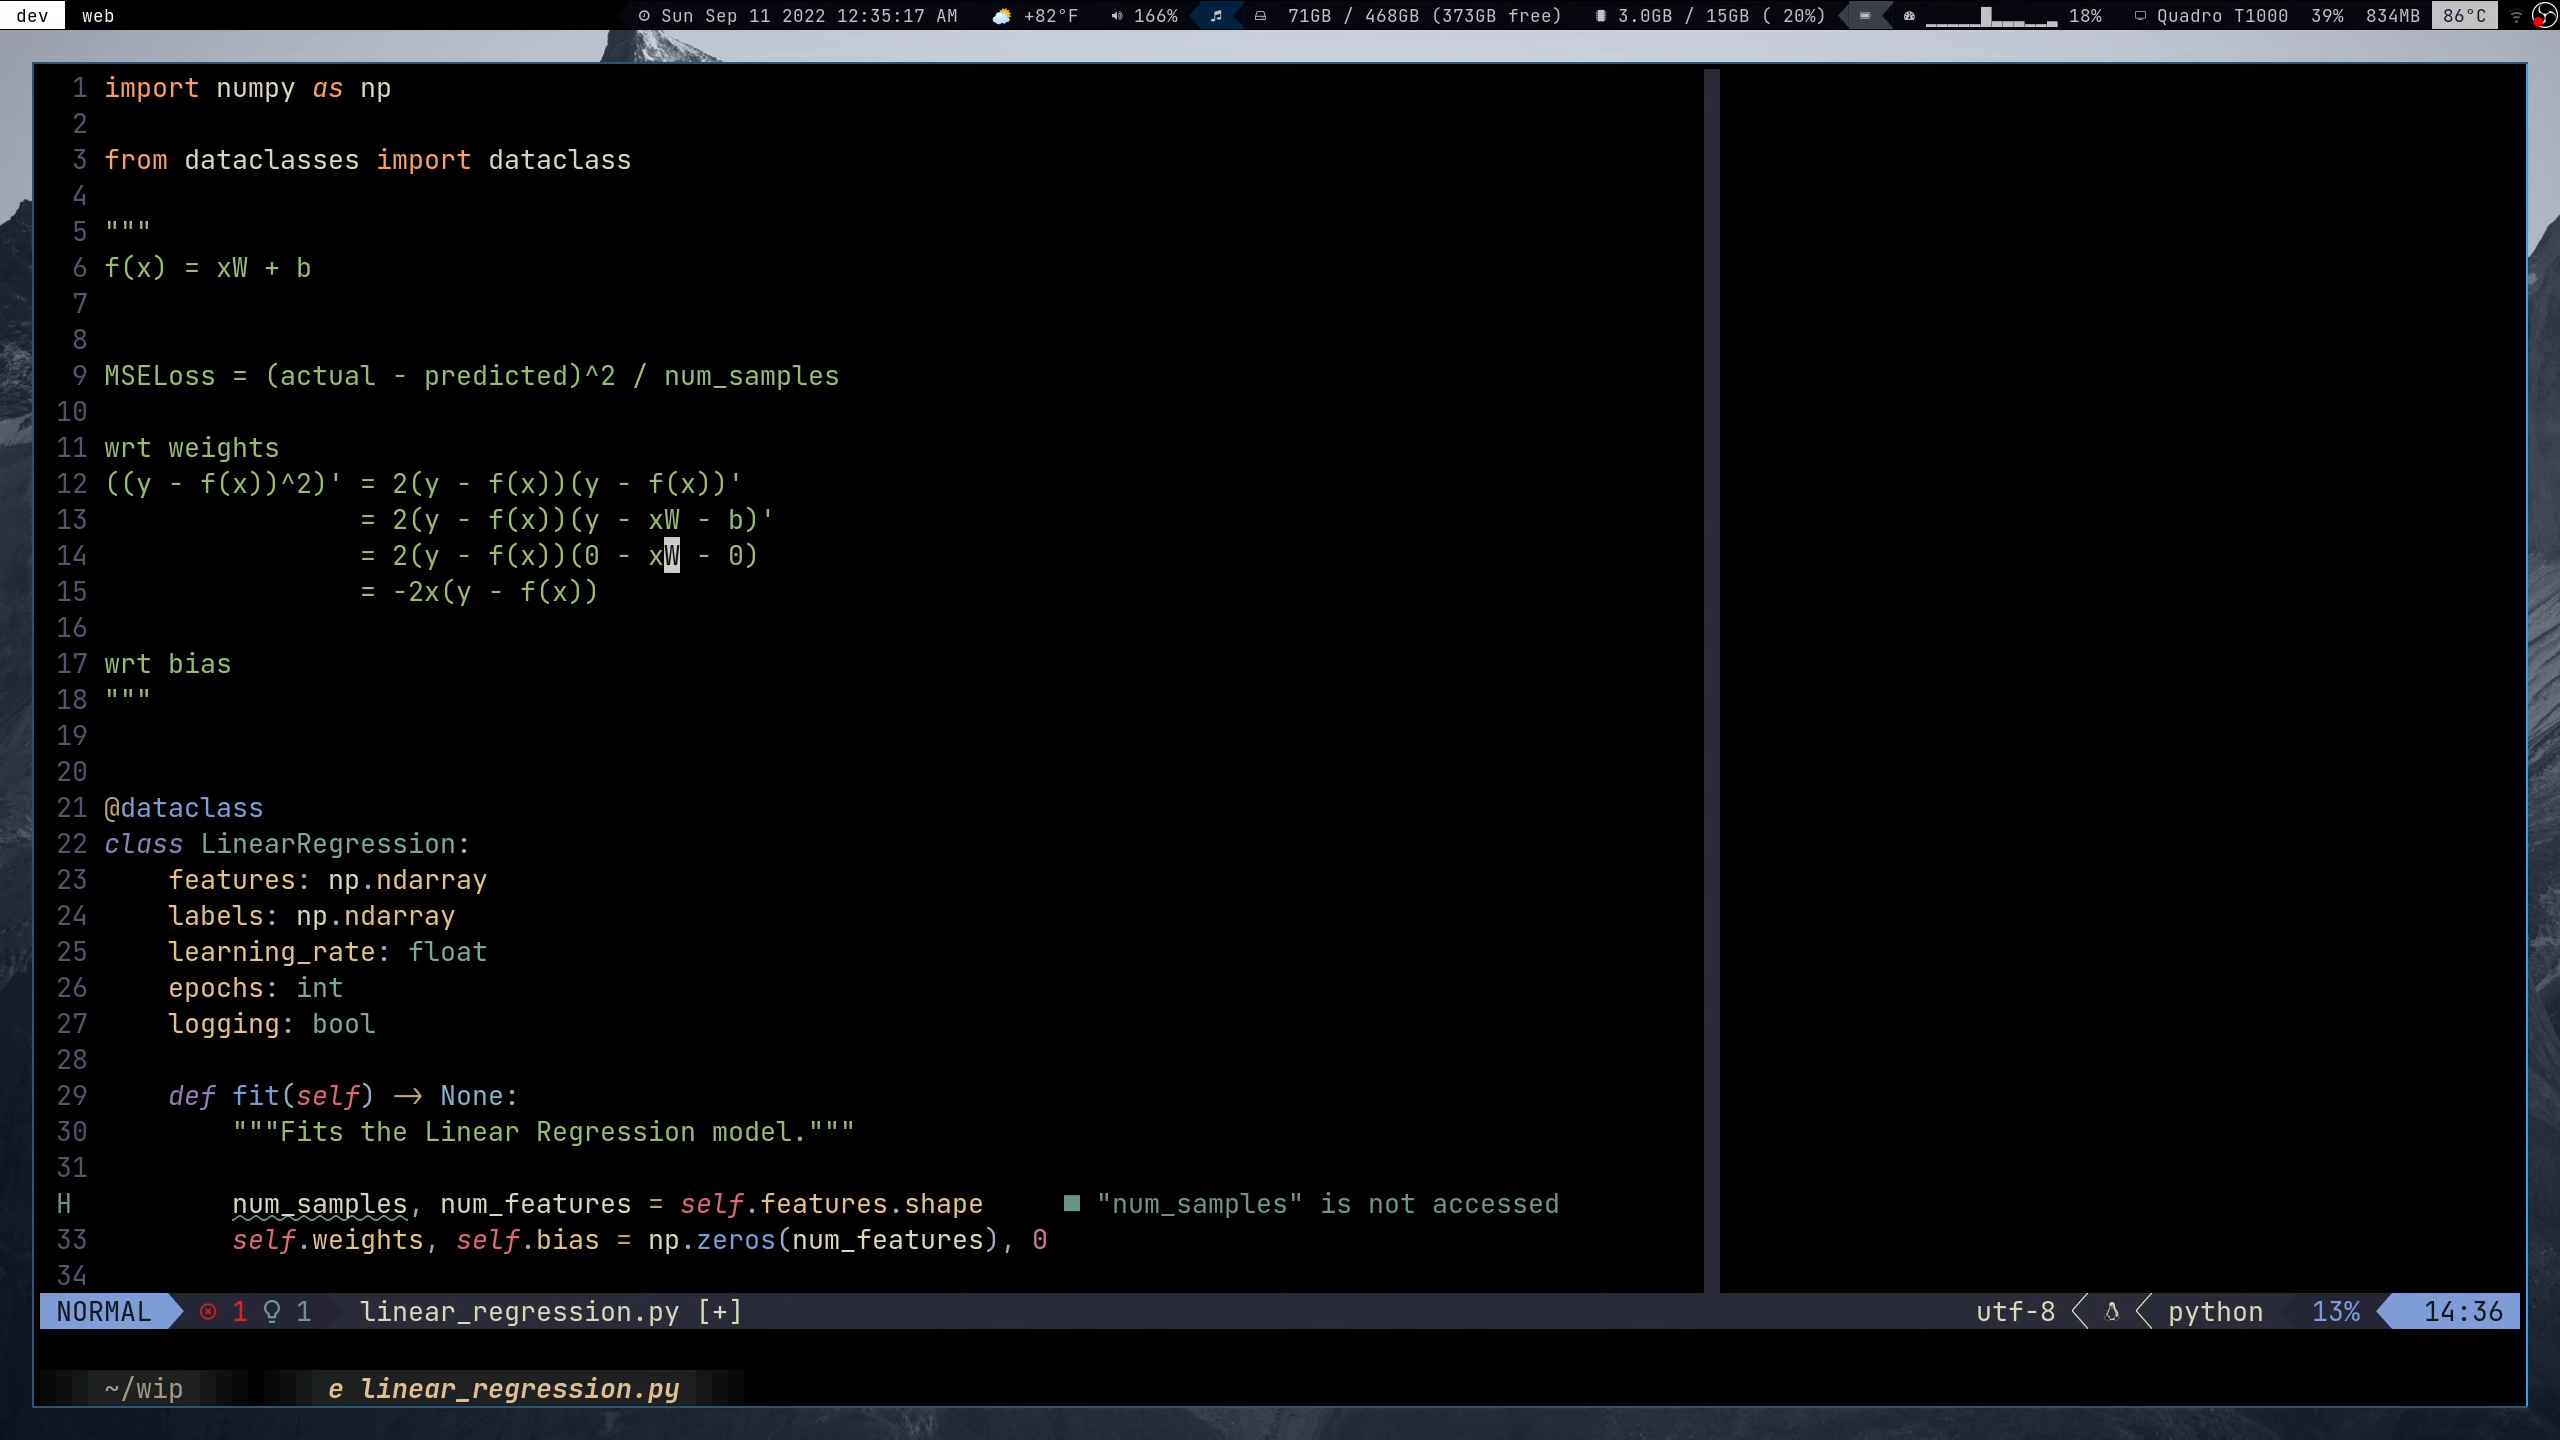 dev web Sun Sep 11 2022 12:35:17 AM +82°F 166% 71GB / 468GB (373GB free) 3.0GB / 15GB ( 20%) 18% Quadro T1000 39% 834MB 86°C
1 import numpy as np
2
3 from dataclasses import dataclass
4
5 """
6 f(x) = xW + b
7
8
9 MSELoss = (actual - predicted)^2 / num_samples
10
11 wrt weights
12 ((y - f(x))^2)' = 2(y - f(x))(y - f(x))'
13 = 2(y - f(x))(y - xW - b)'
14 = 2(y - f(x))(0 - xW - 0)
15 = -2x(y - f(x))
16
17 wrt bias
18 """
19
20
21 @dataclass
22 class LinearRegression:
23 features: np.ndarray
24 labels: np.ndarray
25 learning_rate: float
26 epochs: int
27 logging: bool
28
29 def fit(self) -> None:
30 """Fits the Linear Regression model."""
31
H num_samples, num_features = self.features.shape ■ "num_samples" is not accessed
33 self.weights, self.bias = np.zeros(num_features), 0
34
NORMAL 1 1 linear_regression.py [+] utf-8 python 13% 14:36
~/wip e linear_regression.py